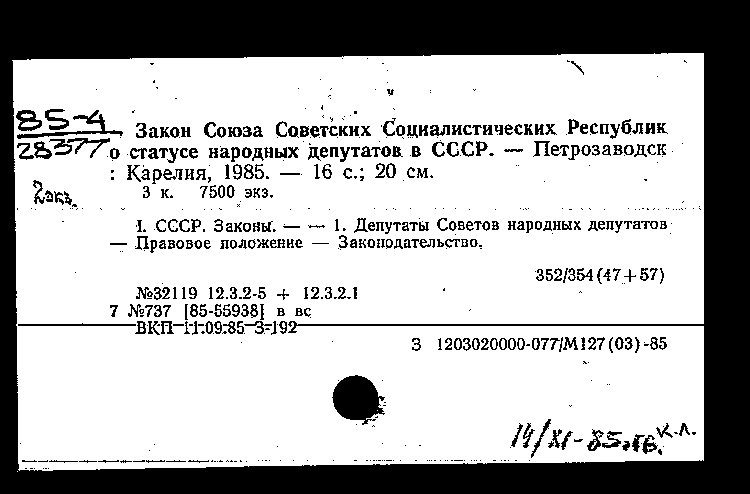 85-4
28377
Закон Союза Советских Социалистических Республик
о статусе народных депутатов в СССР. — Петрозаводск
: Карелия, 1985. — 16 с.; 20 см.
2 экз.
3 к. 7500 экз.
I. СССР. Законы. — — 1. Депутаты Советов народных депутатов
— Правовое положение — Законодательство.
352/354(47+57)
№32119 12.3.2-5 + 12.3.2.1
7 №737 [85-55938] в вс
ВКП 11.09.85 З-192
З 1203020000-077/М127(03)-85
14/XI-85.
К.Л.